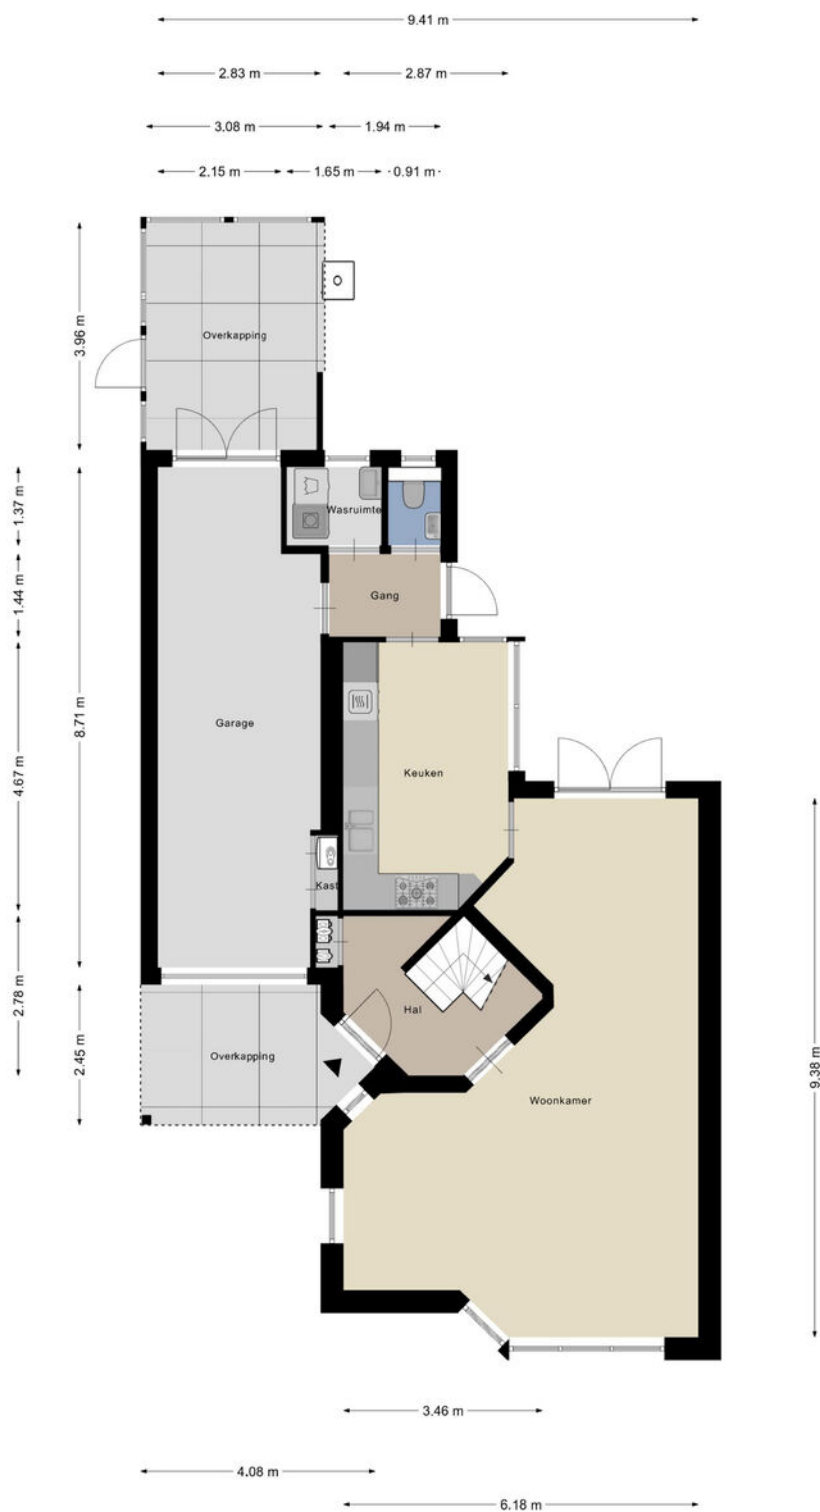 9.41 m
2.83 m
2.87 m
3.08 m
1.94 m
2.15 m
1.65 m
0.91 m
3.96 m
Overkapping
1.37 m
Wasruimte
1.44 m
Gang
8.71 m
Garage
4.67 m
Keuken
Kast
2.78 m
Hal
2.45 m
Overkapping
9.38 m
Woonkamer
3.46 m
4.08 m
6.18 m